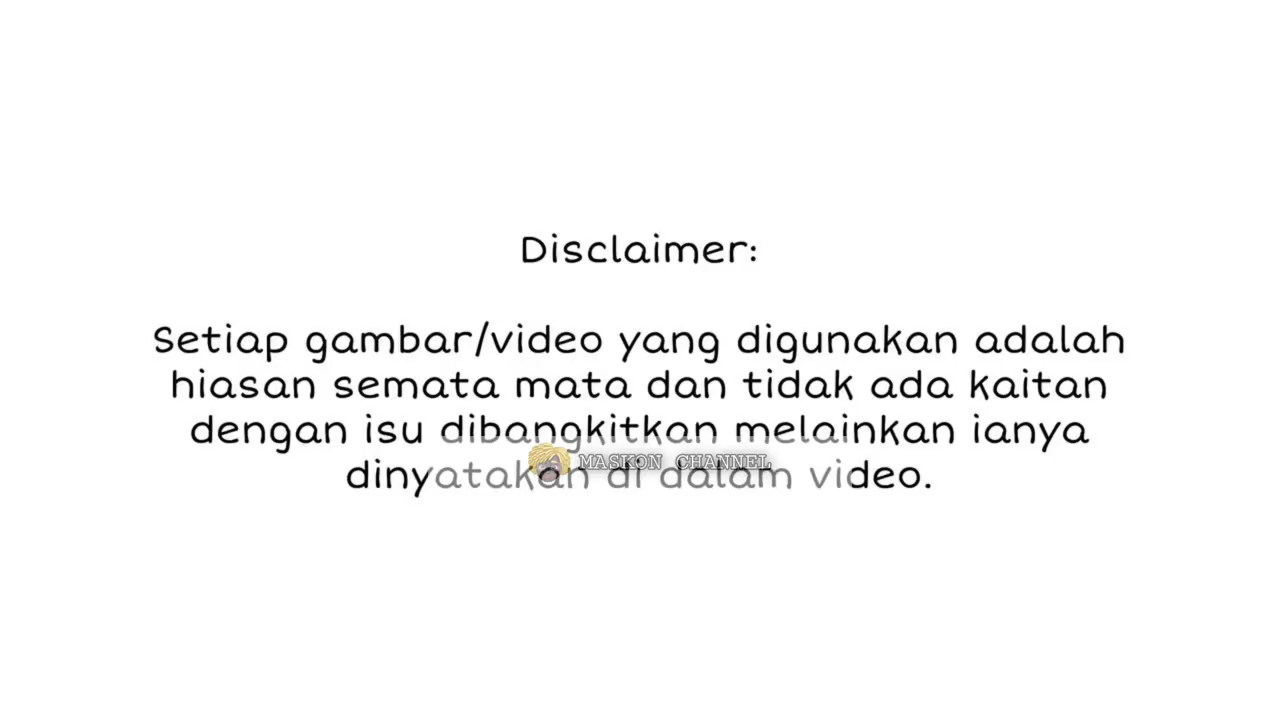 Disclaimer:
Setiap gambar/video yang digunakan adalah
hiasan semata mata dan tidak ada kaitan
dengan isu dibangkitkan melainkan ianya
dinyatakan di dalam video.
MASKON CHANNEL